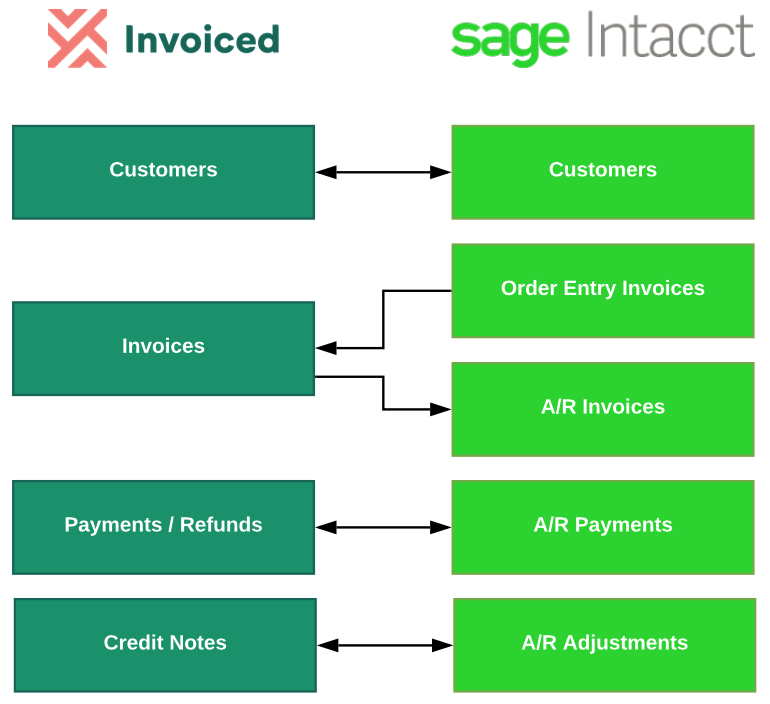 Invoiced
sage Intacct
Customers
Customers
Order Entry Invoices
Invoices
A/R Invoices
Payments / Refunds
A/R Payments
Credit Notes
A/R Adjustments